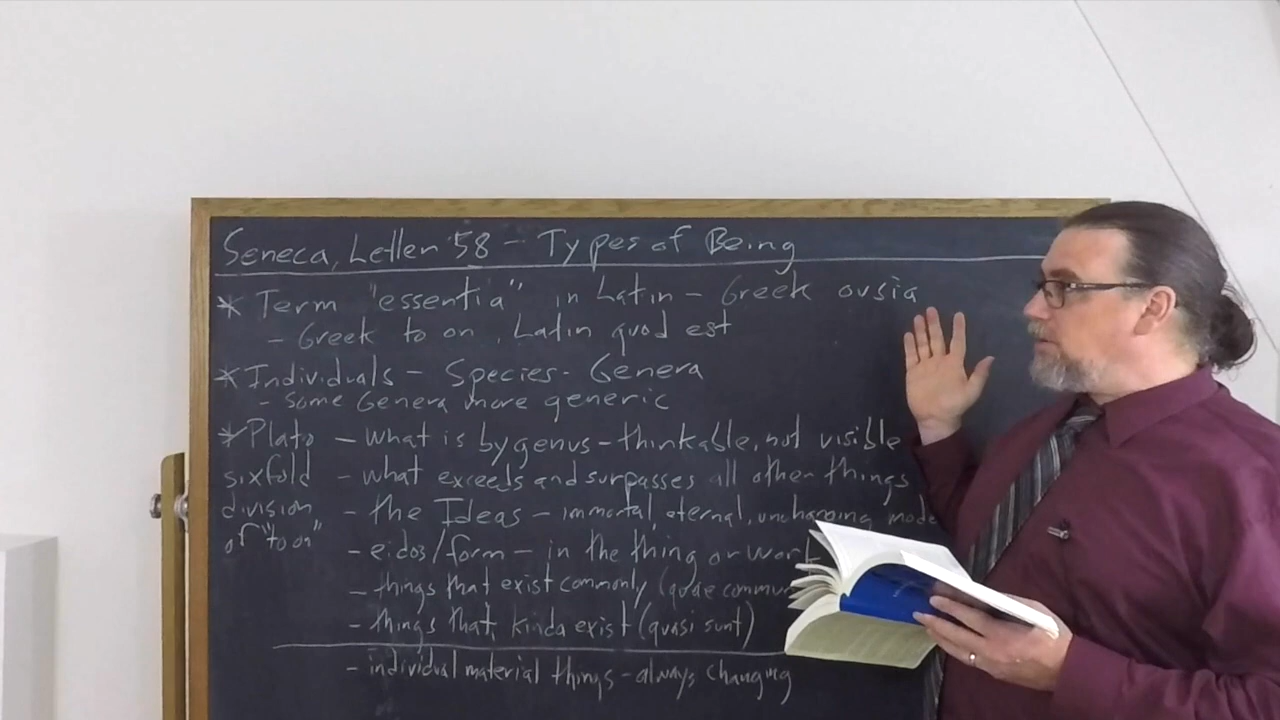 Seneca, Letter 58 - Types of Being
* Term "essentia" in Latin - Greek ousia
- Greek to on, Latin quod est
* Individuals - Species - Genera
- Some Genera more generic
* Plato - what is by genus - thinkable, not visible
sixfold - what exceeds and surpasses all other things
division - the Ideas - immortal, eternal, unchanging, mode
of "to on"
- eidos/form - in the thing or work
- things that exist commonly (quae commu
- things that kinda exist (quasi sunt)
- individual material things - always changing